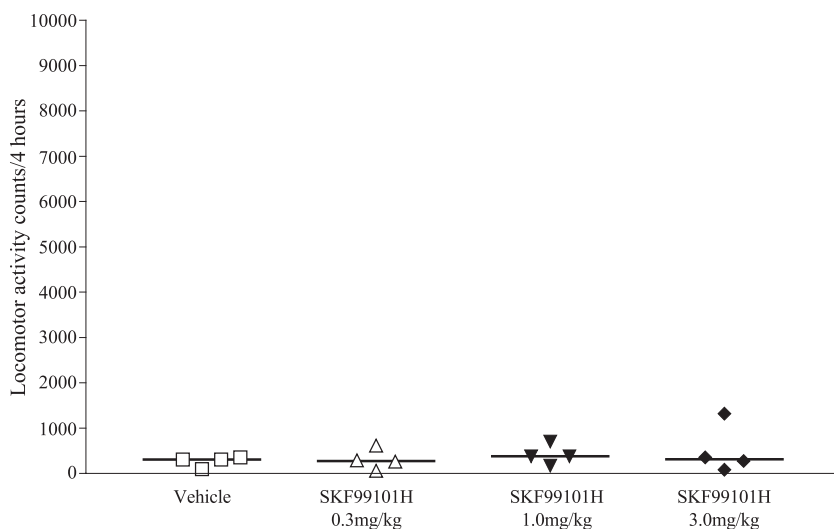 10000
9000
8000
7000
6000
5000
4000
3000
2000
1000
0
Locomotor activity counts/4 hours
Vehicle
SKF99101H
0.3mg/kg
SKF99101H
1.0mg/kg
SKF99101H
3.0mg/kg